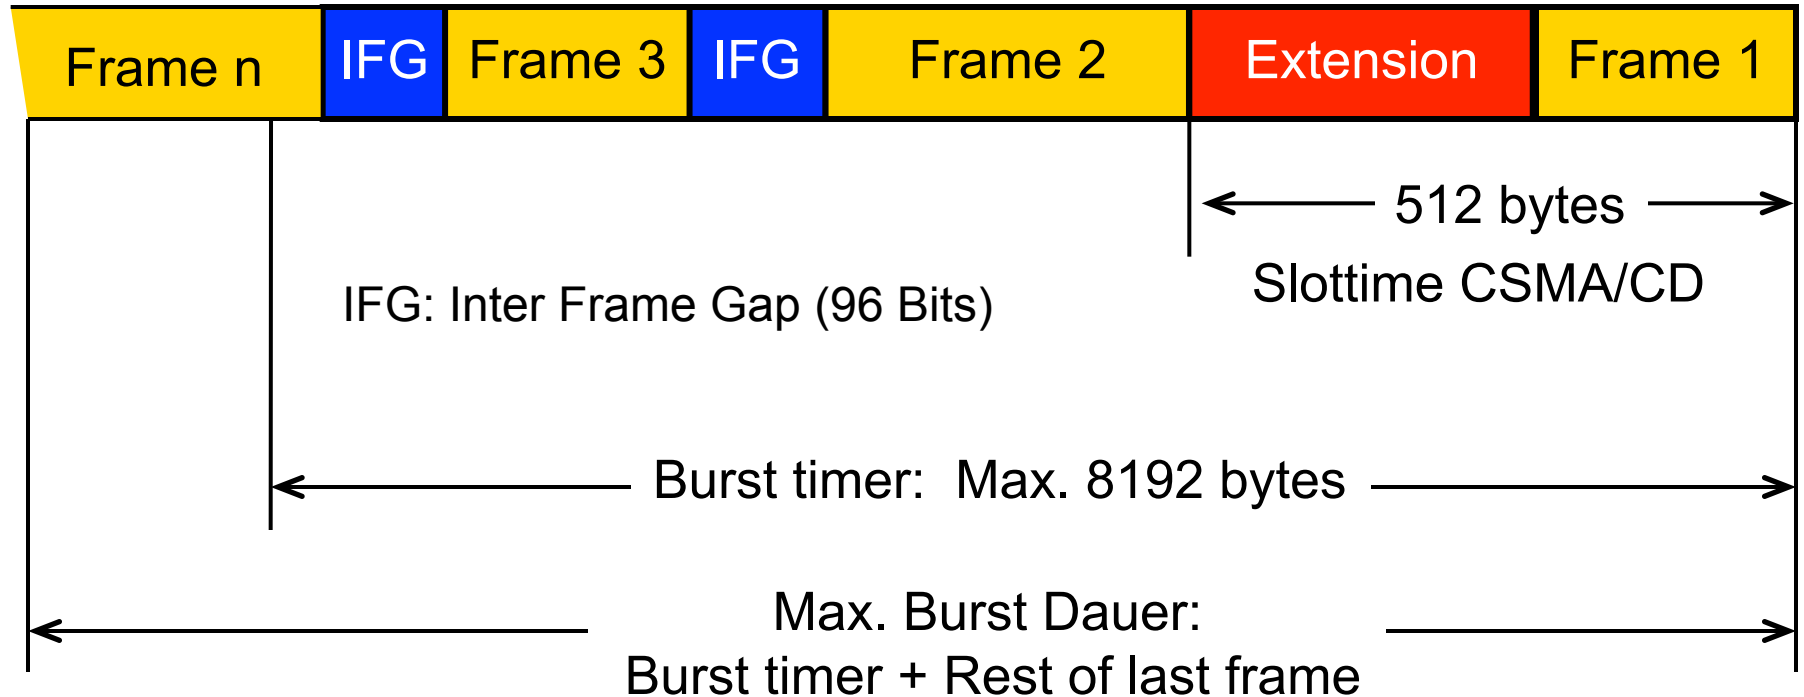 Frame n IFG Frame 3 IFG Frame 2 Extension Frame 1
512 bytes
Slottime CSMA/CD
IFG: Inter Frame Gap (96 Bits)
Burst timer: Max. 8192 bytes
Max. Burst Dauer:
Burst timer + Rest of last frame